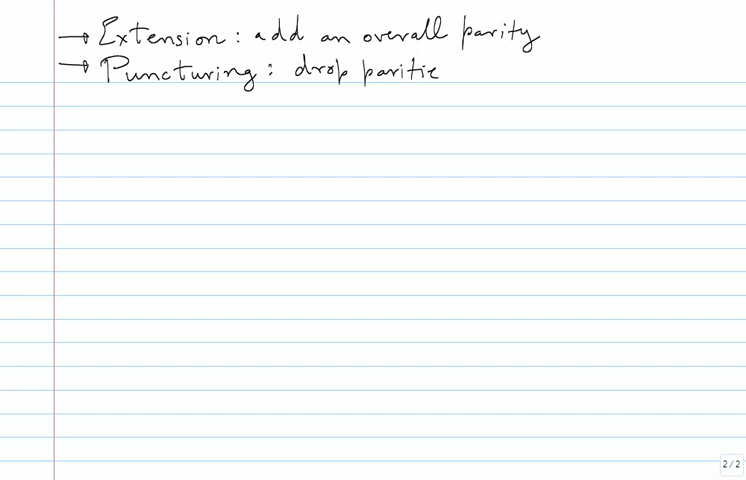 → Extension: add an overall parity
→ Puncturing: drop paritie
2/2